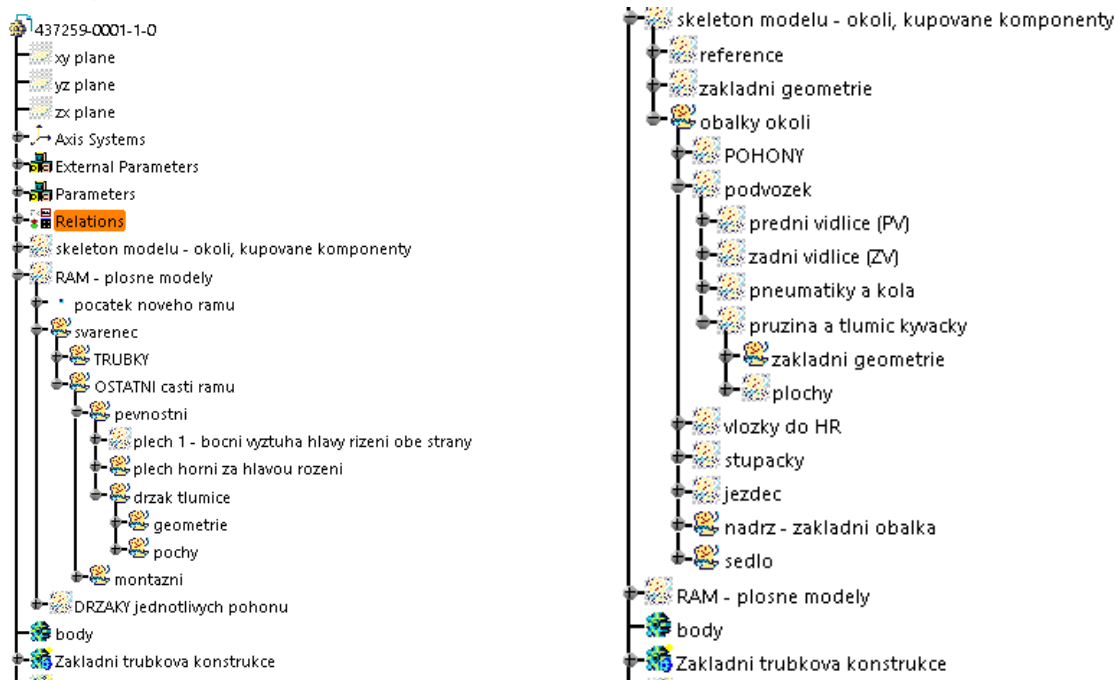 437259-0001-1-0
xy plane
yz plane
zx plane
Axis Systems
External Parameters
Parameters
Relations
skeleton modelu - okoli, kupovane komponenty
RAM - plosne modely
pocatek noveho ramu
svarenec
TRUBKY
OSTATNI casti ramu
pevnostni
plech 1 - bocni vyztuha hlavy rizeni obe strany
plech horni za hlavou rozeni
drzak tlumice
geometrie
pochy
montazni
DRZAKY jednotlivych pohonu
body
Zakladni trubkova konstrukce
skeleton modelu - okoli, kupovane komponenty
reference
zakladni geometrie
obalky okoli
POHONY
podvozek
predni vidlice (PV)
zadni vidlice (ZV)
pneumatiky a kola
pruzina a tlumic kyvacky
zakladni geometrie
plochy
vlozky do HR
stupacky
jezdec
nadrz - zakladni obalka
sedlo
RAM - plosne modely
body
Zakladni trubkova konstrukce